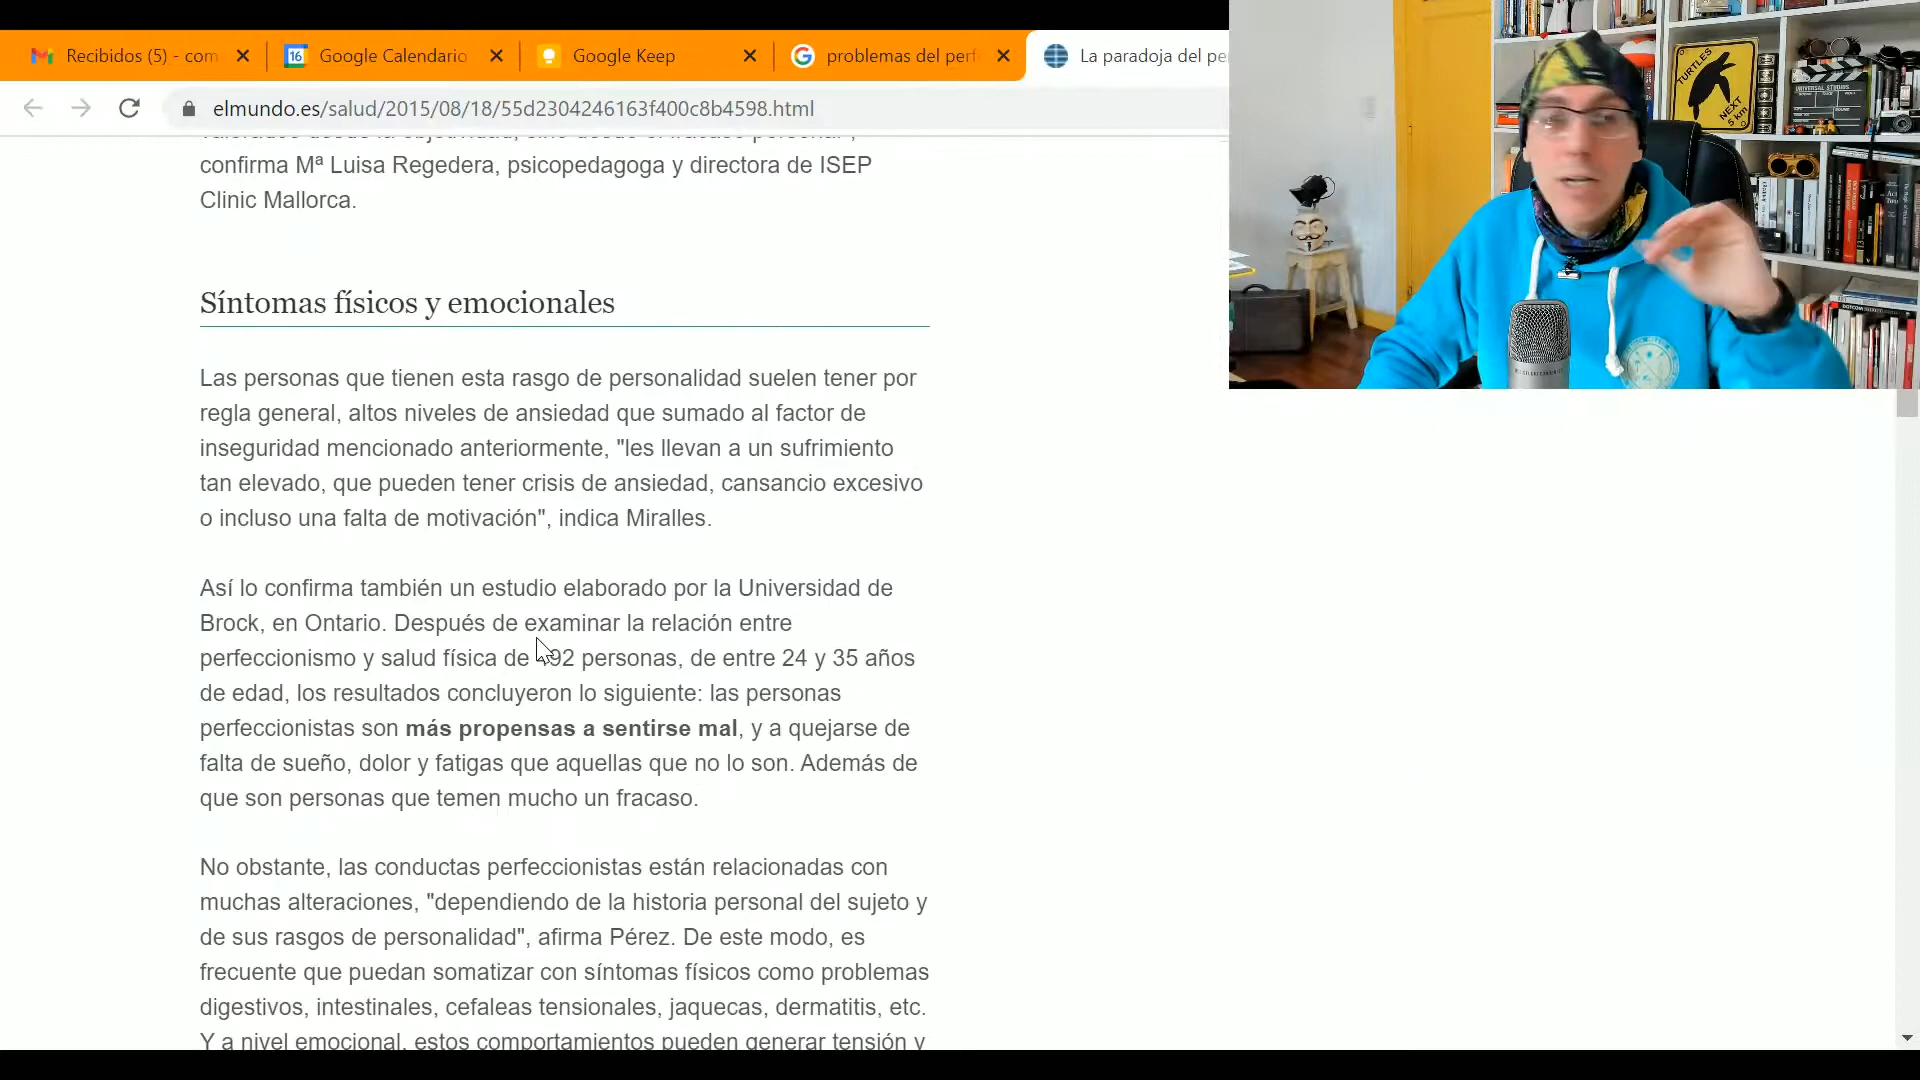 Recibidos (5) - com
16
Google Calendario
Google Keep
problemas del perf
La paradoja del pe
elmundo.es/salud/2015/08/18/55d2304246163f400c8b4598.html
confirma Mª Luisa Regedera, psicopedagoga y directora de ISEP
Clinic Mallorca.
Síntomas físicos y emocionales
Las personas que tienen esta rasgo de personalidad suelen tener por
regla general, altos niveles de ansiedad que sumado al factor de
inseguridad mencionado anteriormente, "les llevan a un sufrimiento
tan elevado, que pueden tener crisis de ansiedad, cansancio excesivo
o incluso una falta de motivación", indica Miralles.
Así lo confirma también un estudio elaborado por la Universidad de
Brock, en Ontario. Después de examinar la relación entre
perfeccionismo y salud física de 92 personas, de entre 24 y 35 años
de edad, los resultados concluyeron lo siguiente: las personas
perfeccionistas son más propensas a sentirse mal, y a quejarse de
falta de sueño, dolor y fatigas que aquellas que no lo son. Además de
que son personas que temen mucho un fracaso.
No obstante, las conductas perfeccionistas están relacionadas con
muchas alteraciones, "dependiendo de la historia personal del sujeto y
de sus rasgos de personalidad", afirma Pérez. De este modo, es
frecuente que puedan somatizar con síntomas físicos como problemas
digestivos, intestinales, cefaleas tensionales, jaquecas, dermatitis, etc.
Y a nivel emocional, estos comportamientos pueden generar tensión y
TURTLES
NEXT
5 km
UNIVERSAL STUDIOS